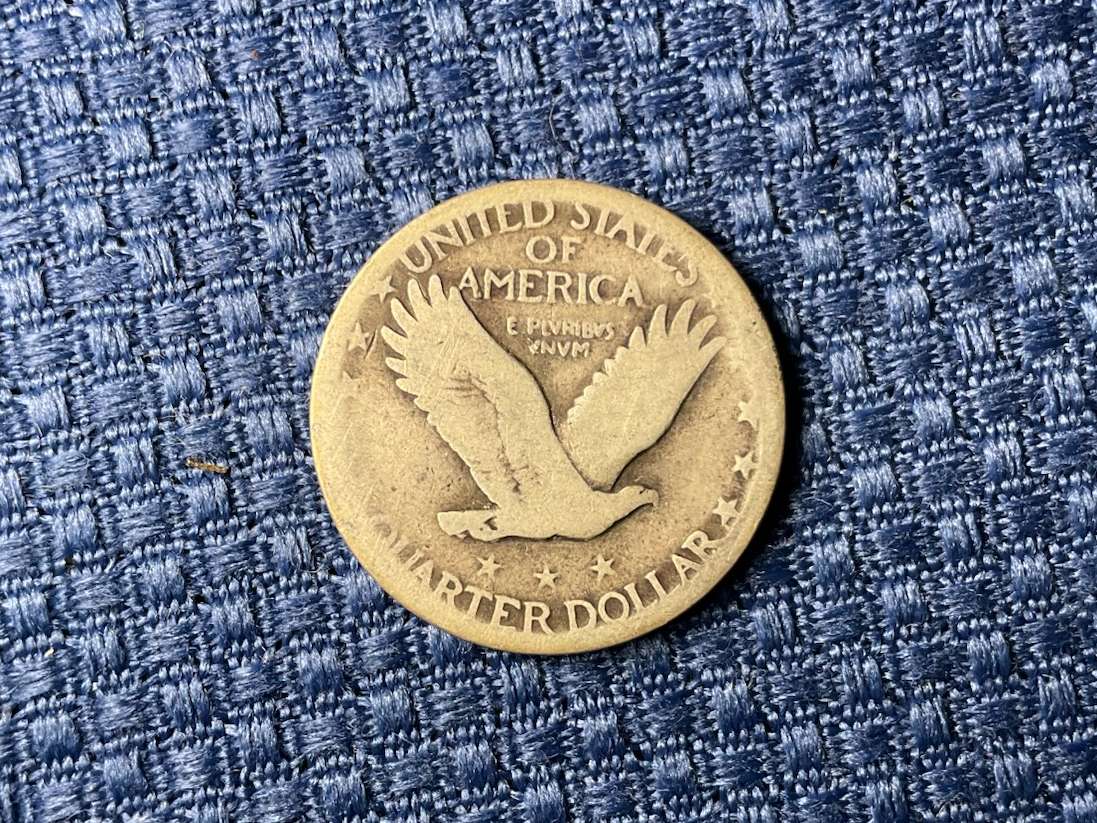 UNITED STATES
OF
AMERICA
E PLVRIBVS
VNVM
QUARTER DOLLAR